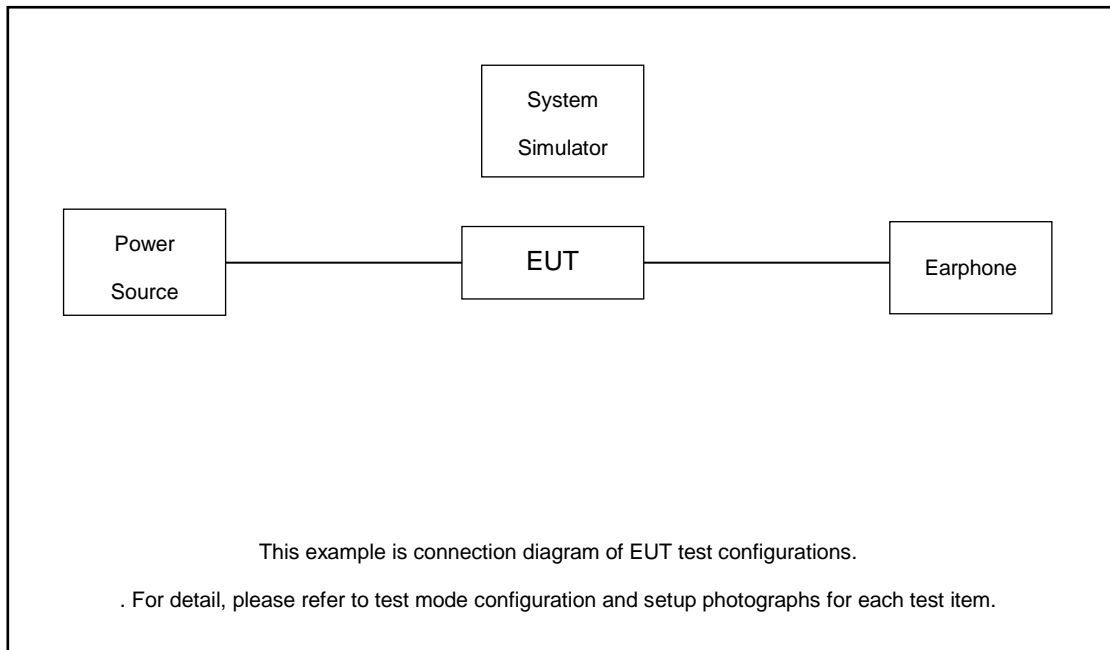 System
Simulator
Power
Source
EUT
Earphone
This example is connection diagram of EUT test configurations.
. For detail, please refer to test mode configuration and setup photographs for each test item.